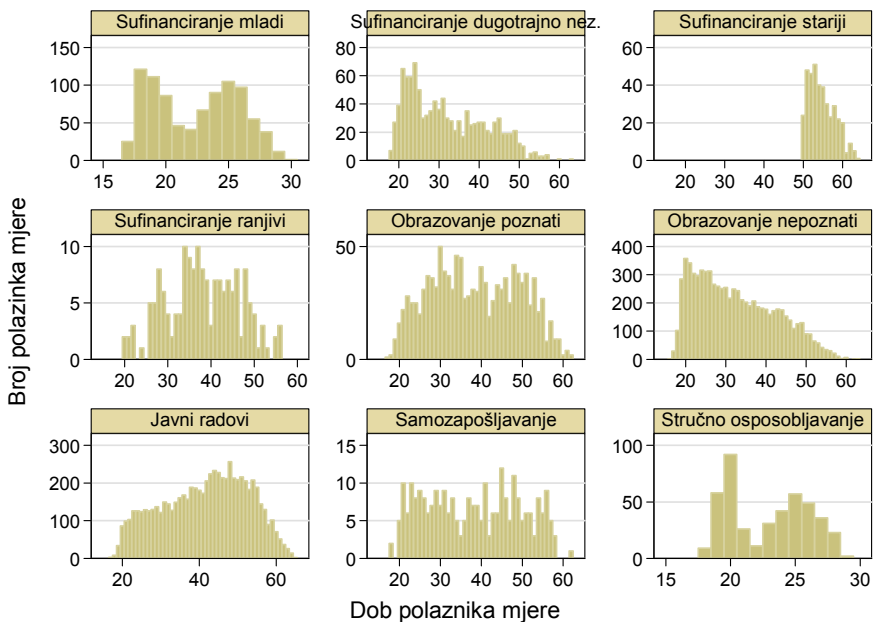 Sufinanciranje mladi
Sufinanciranje dugotrajno nez.
Sufinanciranje stariji
150
100
50
0
15 20 25 30
80
60
40
20
0
20 30 40 50 60
60
40
20
0
20 30 40 50 60
Sufinanciranje ranjivi
Obrazovanje poznati
Obrazovanje nepoznati
10
5
0
20 30 40 50 60
50
0
20 30 40 50 60
400
300
200
100
0
20 30 40 50 60
Javni radovi
Samozapošljavanje
Stručno osposobljavanje
300
200
100
0
20 40 60
15
10
5
0
20 30 40 50 60
100
50
0
15 20 25 30
Broj polazinka mjere
Dob polaznika mjere